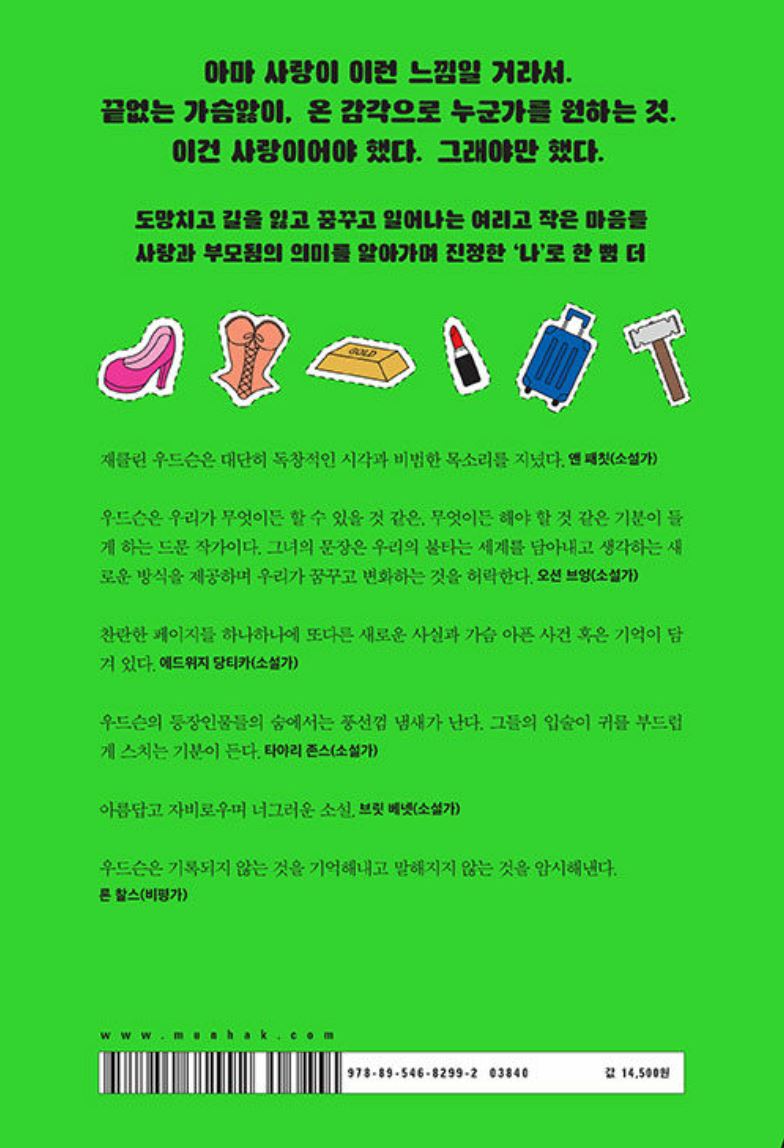 아마 사랑이 이런 느낌일 거라서.
끝없는 가슴앓이, 온 감각으로 누군가를 원하는 것.
이건 사랑이어야 했다. 그래야만 했다.
도망치고 길을 잃고 꿈꾸고 일어나는 여리고 작은 마음들
사랑과 부모됨의 의미를 알아가며 진정한 ‘나’로 한 뼘 더
GOLD
재클린 우드슨은 대단히 독창적인 시각과 비범한 목소리를 지녔다. 앤 패칫(소설가)
우드슨은 우리가 무엇이든 할 수 있을 것 같은, 무엇이든 해야 할 것 같은 기분이 들
게 하는 드문 작가이다. 그녀의 문장은 우리의 불타는 세계를 담아내고 생각하는 새
로운 방식을 제공하며 우리가 꿈꾸고 변화하는 것을 허락한다. 오션 브엉(소설가)
찬란한 페이지들 하나하나에 또다른 새로운 사실과 가슴 아픈 사건 혹은 기억이 담
겨 있다. 에드위지 당티카(소설가)
우드슨의 등장인물들의 숨에서는 풍선껌 냄새가 난다. 그들의 입술이 귀를 부드럽
게 스치는 기분이 든다. 타야리 존스(소설가)
아름답고 자비로우며 너그러운 소설. 브릿 베넷(소설가)
우드슨은 기록되지 않는 것을 기억해내고 말해지지 않는 것을 암시해낸다.
론 찰스(비평가)
www.munhak.com
978-89-546-8299-2 03840 값 14,500원